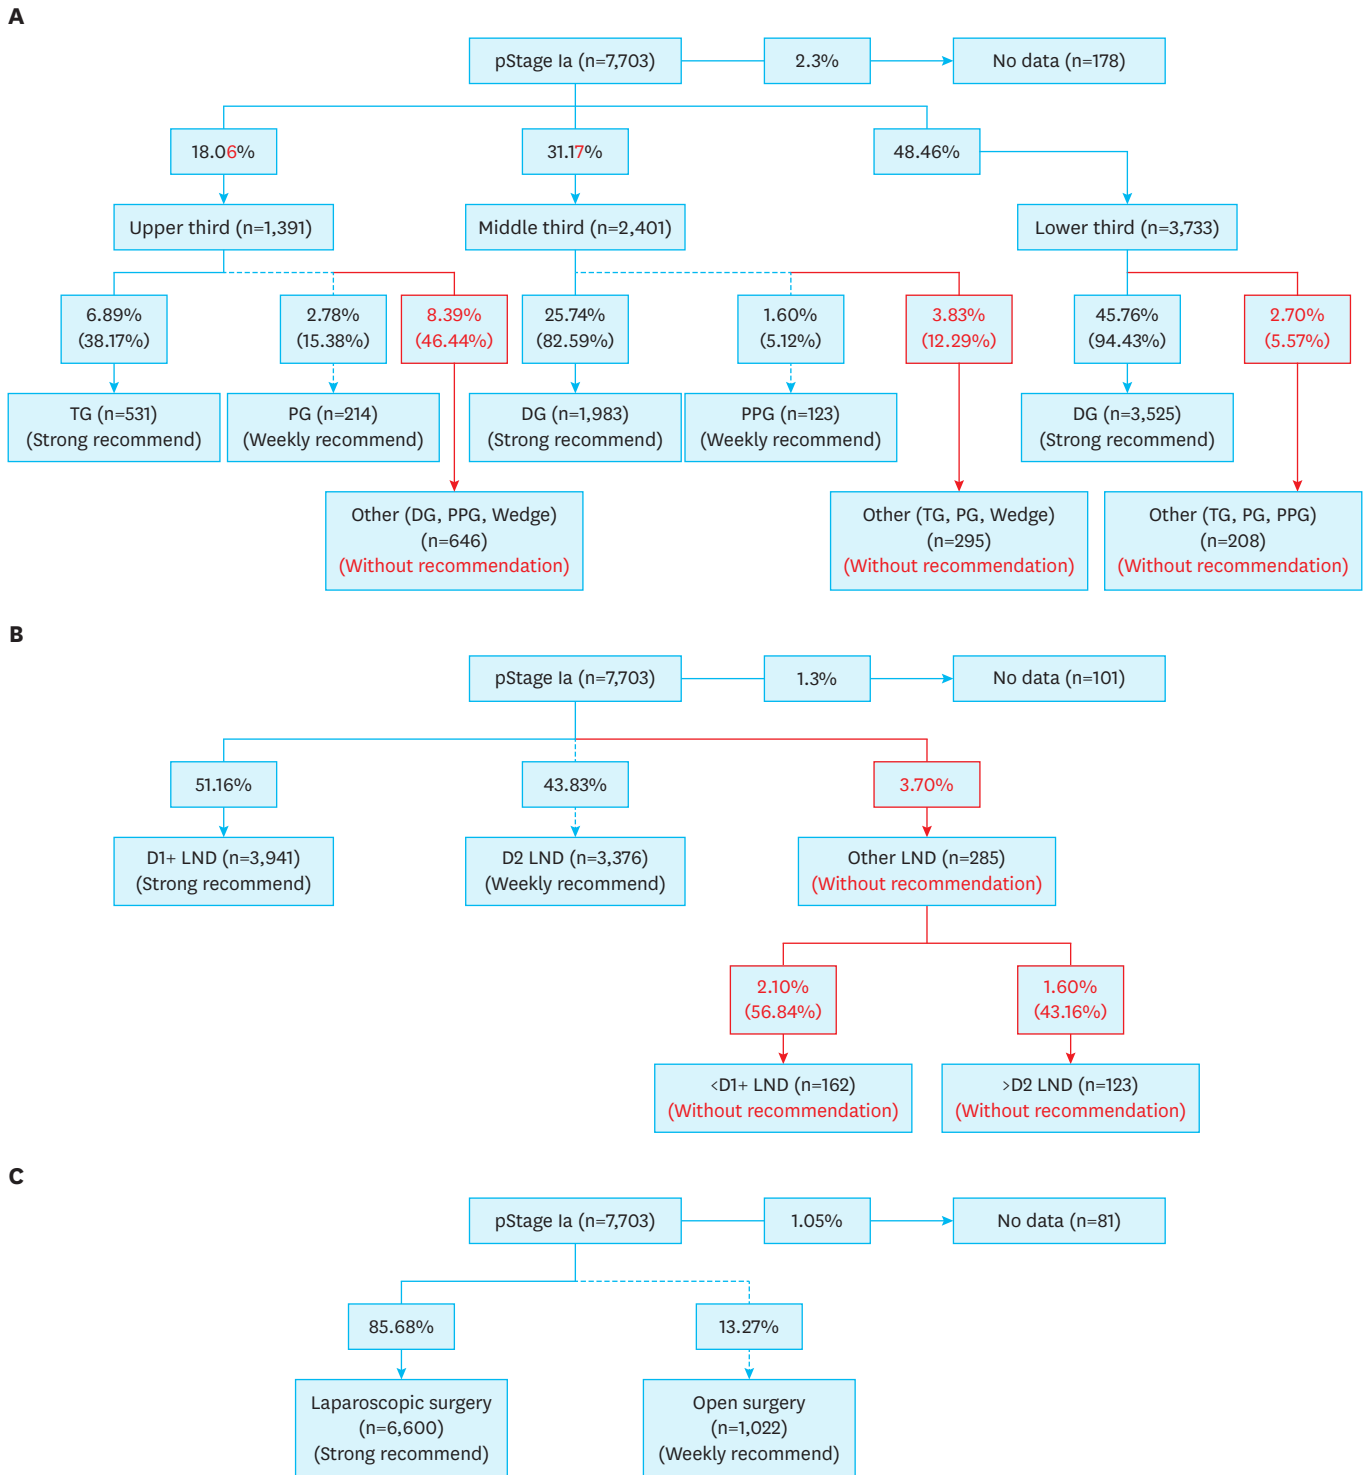 A
pStage Ia (n=7,703)
2.3%
No data (n=178)
18.06%
31.17%
48.46%
Upper third (n=1,391)
Middle third (n=2,401)
Lower third (n=3,733)
6.89%
(38.17%)
2.78%
(15.38%)
8.39%
(46.44%)
25.74%
(82.59%)
1.60%
(5.12%)
3.83%
(12.29%)
45.76%
(94.43%)
2.70%
(5.57%)
TG (n=531)
(Strong recommend)
PG (n=214)
(Weekly recommend)
DG (n=1,983)
(Strong recommend)
PPG (n=123)
(Weekly recommend)
DG (n=3,525)
(Strong recommend)
Other (DG, PPG, Wedge)
(n=646)
(Without recommendation)
Other (TG, PG, Wedge)
(n=295)
(Without recommendation)
Other (TG, PG, PPG)
(n=208)
(Without recommendation)
B
pStage Ia (n=7,703)
1.3%
No data (n=101)
51.16%
43.83%
3.70%
D1+ LND (n=3,941)
(Strong recommend)
D2 LND (n=3,376)
(Weekly recommend)
Other LND (n=285)
(Without recommendation)
2.10%
(56.84%)
1.60%
(43.16%)
<D1+ LND (n=162)
(Without recommendation)
>D2 LND (n=123)
(Without recommendation)
C
pStage Ia (n=7,703)
1.05%
No data (n=81)
85.68%
13.27%
Laparoscopic surgery
(n=6,600)
(Strong recommend)
Open surgery
(n=1,022)
(Weekly recommend)